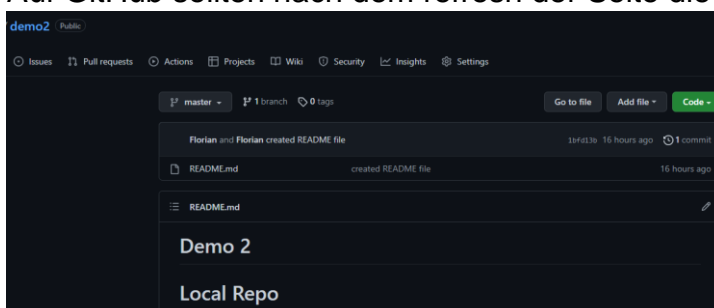 Auf GitHub sollten nach dem refresh der Seite die
demo2 Public
Issues Pull requests Actions Projects Wiki Security Insights Settings
master 1 branch 0 tags Go to file Add file Code
Florian and Florian created README file 1bfd13b 16 hours ago 1 commit
README.md created README file 16 hours ago
README.md
Demo 2
Local Repo